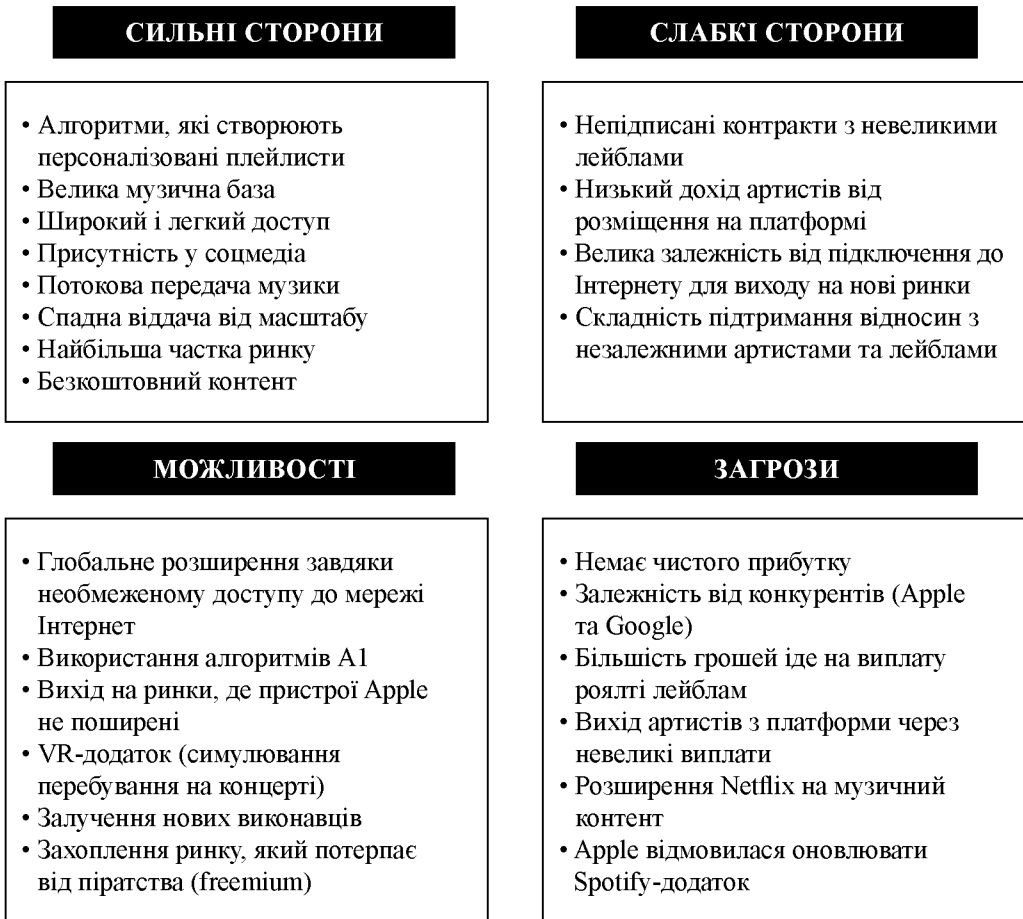 СИЛЬНІ СТОРОНИ
• Алгоритми, які створюють
персоналізовані плейлисти
• Велика музична база
• Широкий і легкий доступ
• Присутність у соцмедіа
• Потокова передача музики
• Спадна віддача від масштабу
• Найбільша частка ринку
• Безкоштовний контент
СЛАБКІ СТОРОНИ
• Непідписані контракти з невеликими
лейблами
• Низький дохід артистів від
розміщення на платформі
• Велика залежність від підключення до
Інтернету для виходу на нові ринки
• Складність підтримання відносин з
незалежними артистами та лейблами
МОЖЛИВОСТІ
• Глобальне розширення завдяки
необмеженому доступу до мережі
Інтернет
• Використання алгоритмів А1
• Вихід на ринки, де пристрої Apple
не поширені
• VR-додаток (симулювання
перебування на концерті)
• Залучення нових виконавців
• Захоплення ринку, який потерпає
від піратства (freemium)
ЗАГРОЗИ
• Немає чистого прибутку
• Залежність від конкурентів (Apple
та Google)
• Більшість грошей іде на виплату
роялті лейблам
• Вихід артистів з платформи через
невеликі виплати
• Розширення Netflix на музичний
контент
• Apple відмовилася оновлювати
Spotify-додаток